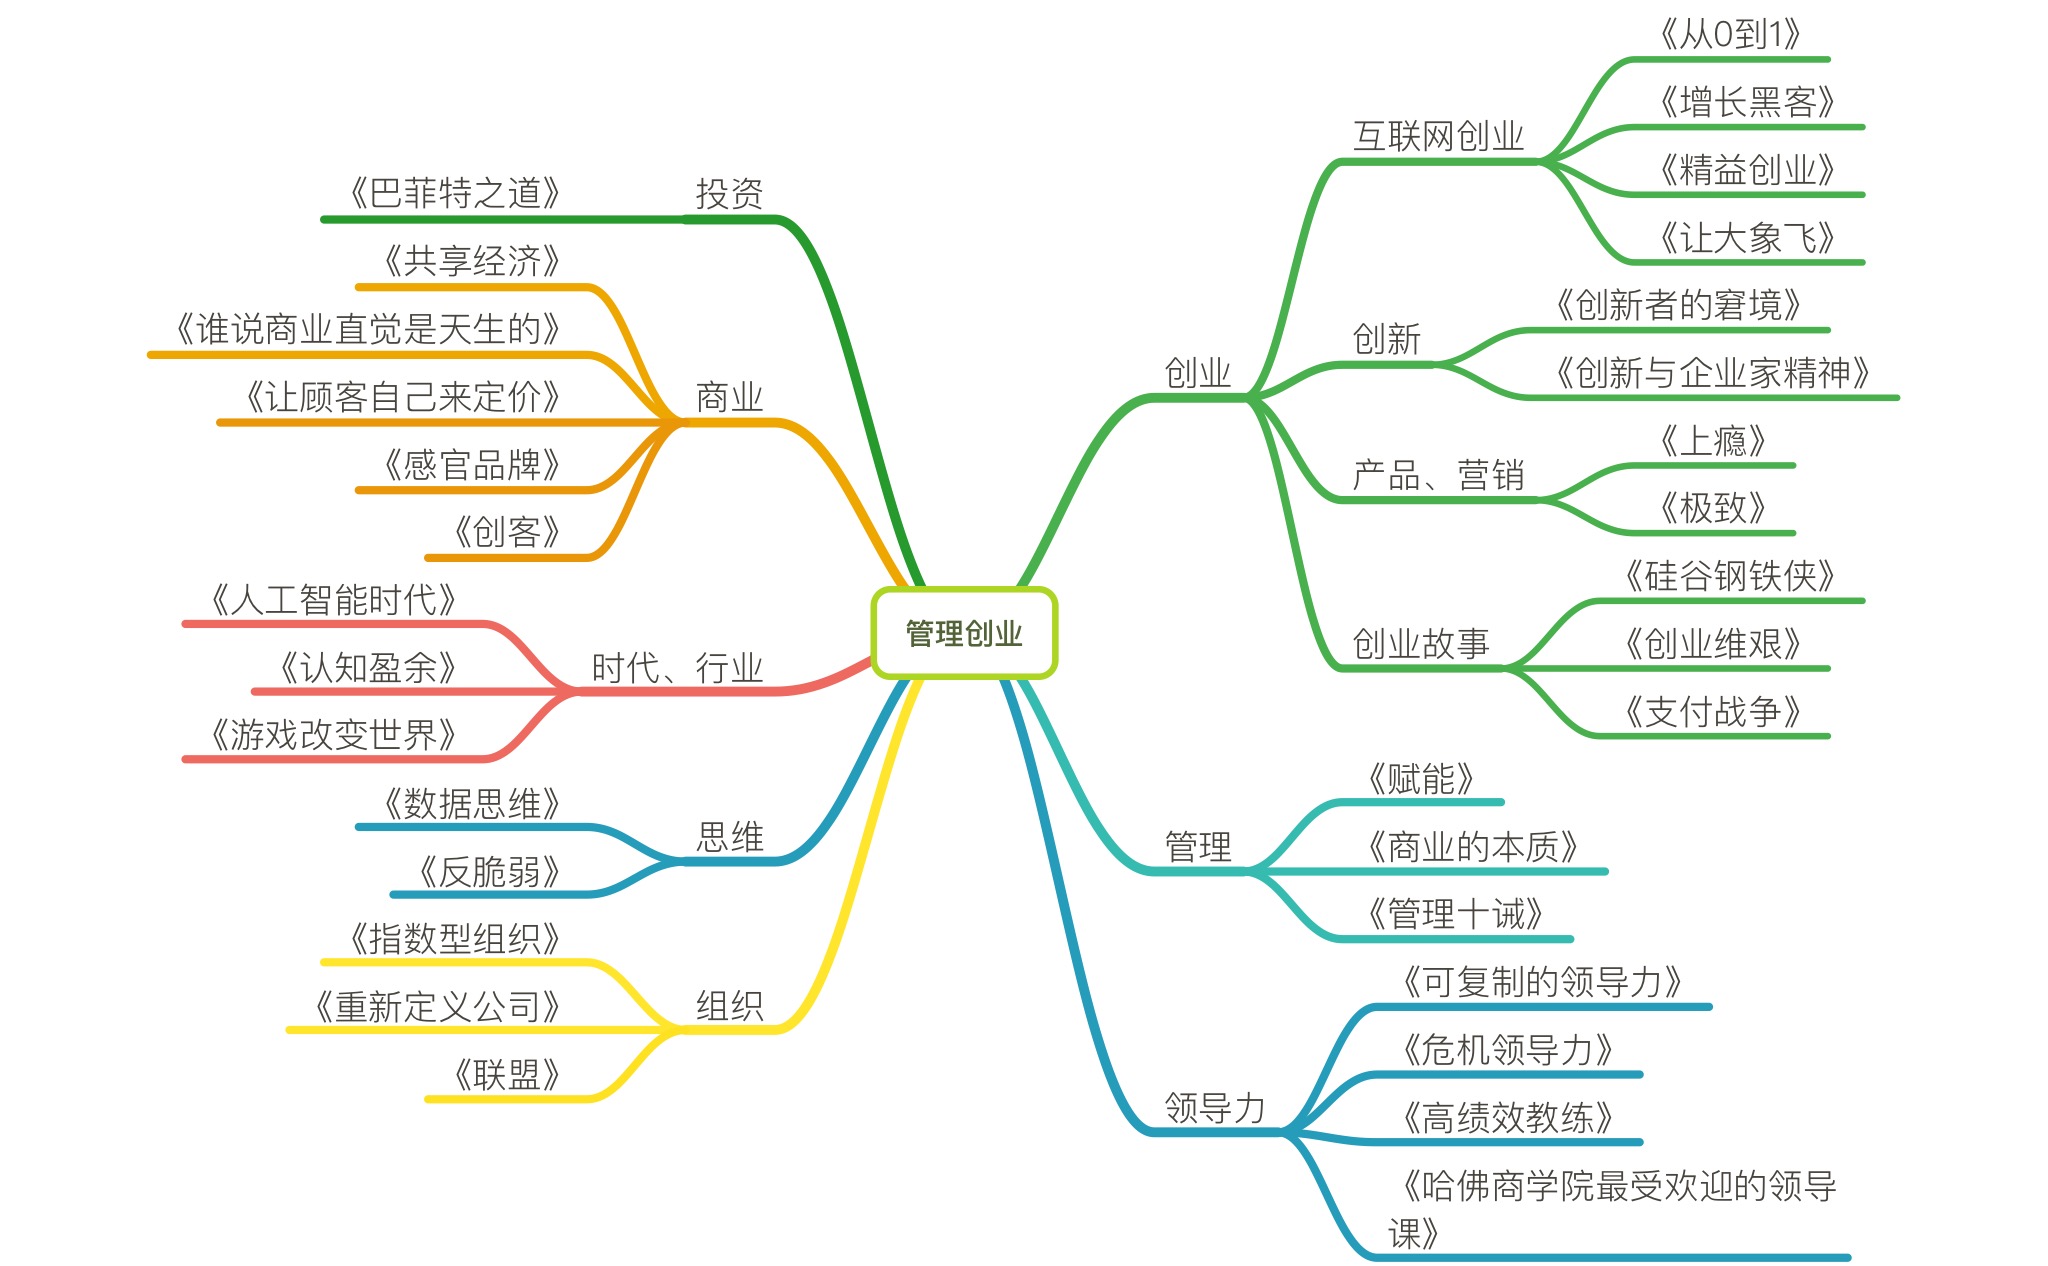 管理创业
创业
互联网创业
《从0到1》
《增长黑客》
《精益创业》
《让大象飞》
创新
《创新者的窘境》
《创新与企业家精神》
产品、营销
《上瘾》
《极致》
创业故事
《硅谷钢铁侠》
《创业维艰》
《支付战争》
管理
《赋能》
《商业的本质》
《管理十诫》
领导力
《可复制的领导力》
《危机领导力》
《高绩效教练》
《哈佛商学院最受欢迎的领导
课》
投资
《巴菲特之道》
商业
《共享经济》
《谁说商业直觉是天生的》
《让顾客自己来定价》
《感官品牌》
《创客》
时代、行业
《人工智能时代》
《认知盈余》
《游戏改变世界》
思维
《数据思维》
《反脆弱》
组织
《指数型组织》
《重新定义公司》
《联盟》